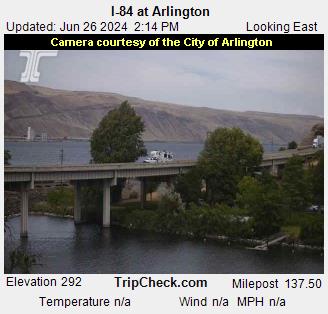 I-84 at Arlington
Updated: Jun 26 2024 2:14 PM Looking East
Camera courtesy of the City of Arlington
Elevation 292 TripCheck.com Milepost 137.50
Temperature n/a Wind n/a MPH n/a